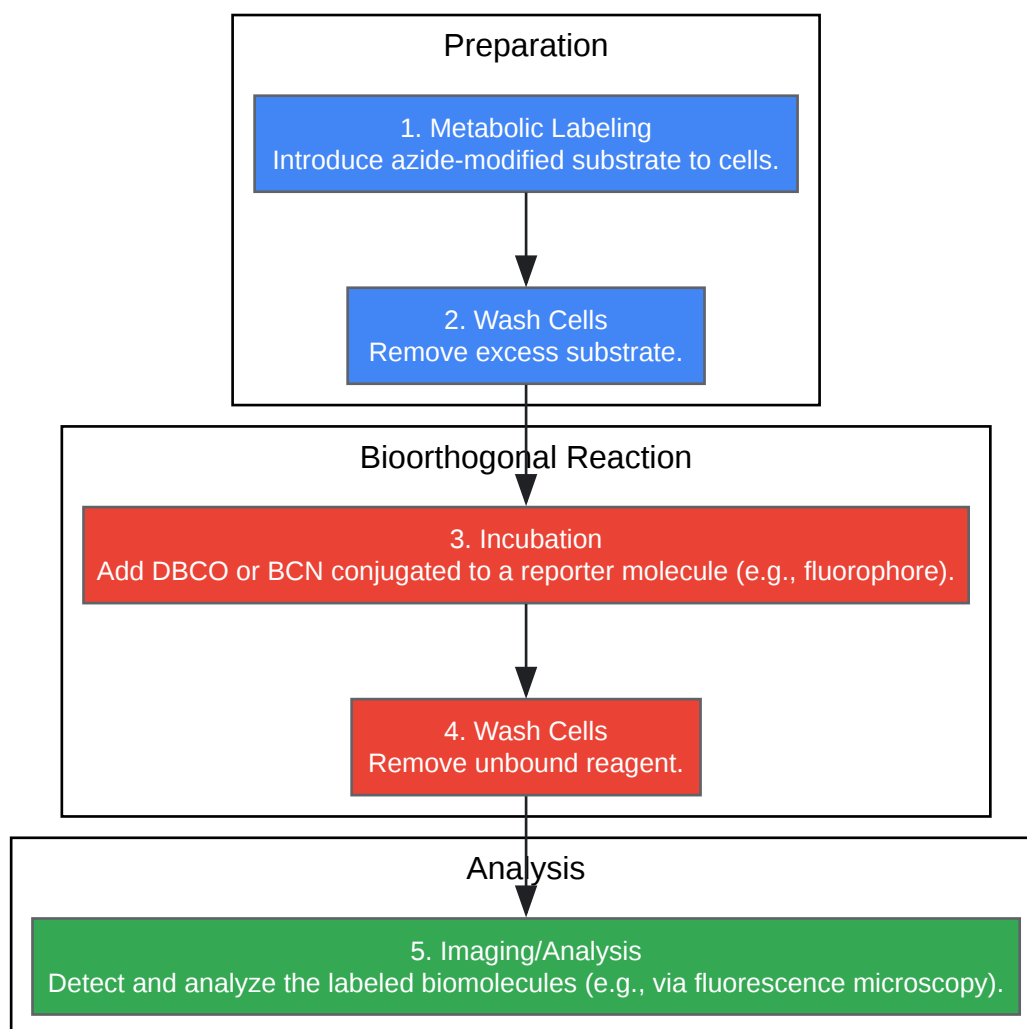 Preparation
1. Metabolic Labeling
Introduce azide-modified substrate to cells.
2. Wash Cells
Remove excess substrate.
Bioorthogonal Reaction
3. Incubation
Add DBCO or BCN conjugated to a reporter molecule (e.g., fluorophore).
4. Wash Cells
Remove unbound reagent.
Analysis
5. Imaging/Analysis
Detect and analyze the labeled biomolecules (e.g., via fluorescence microscopy).